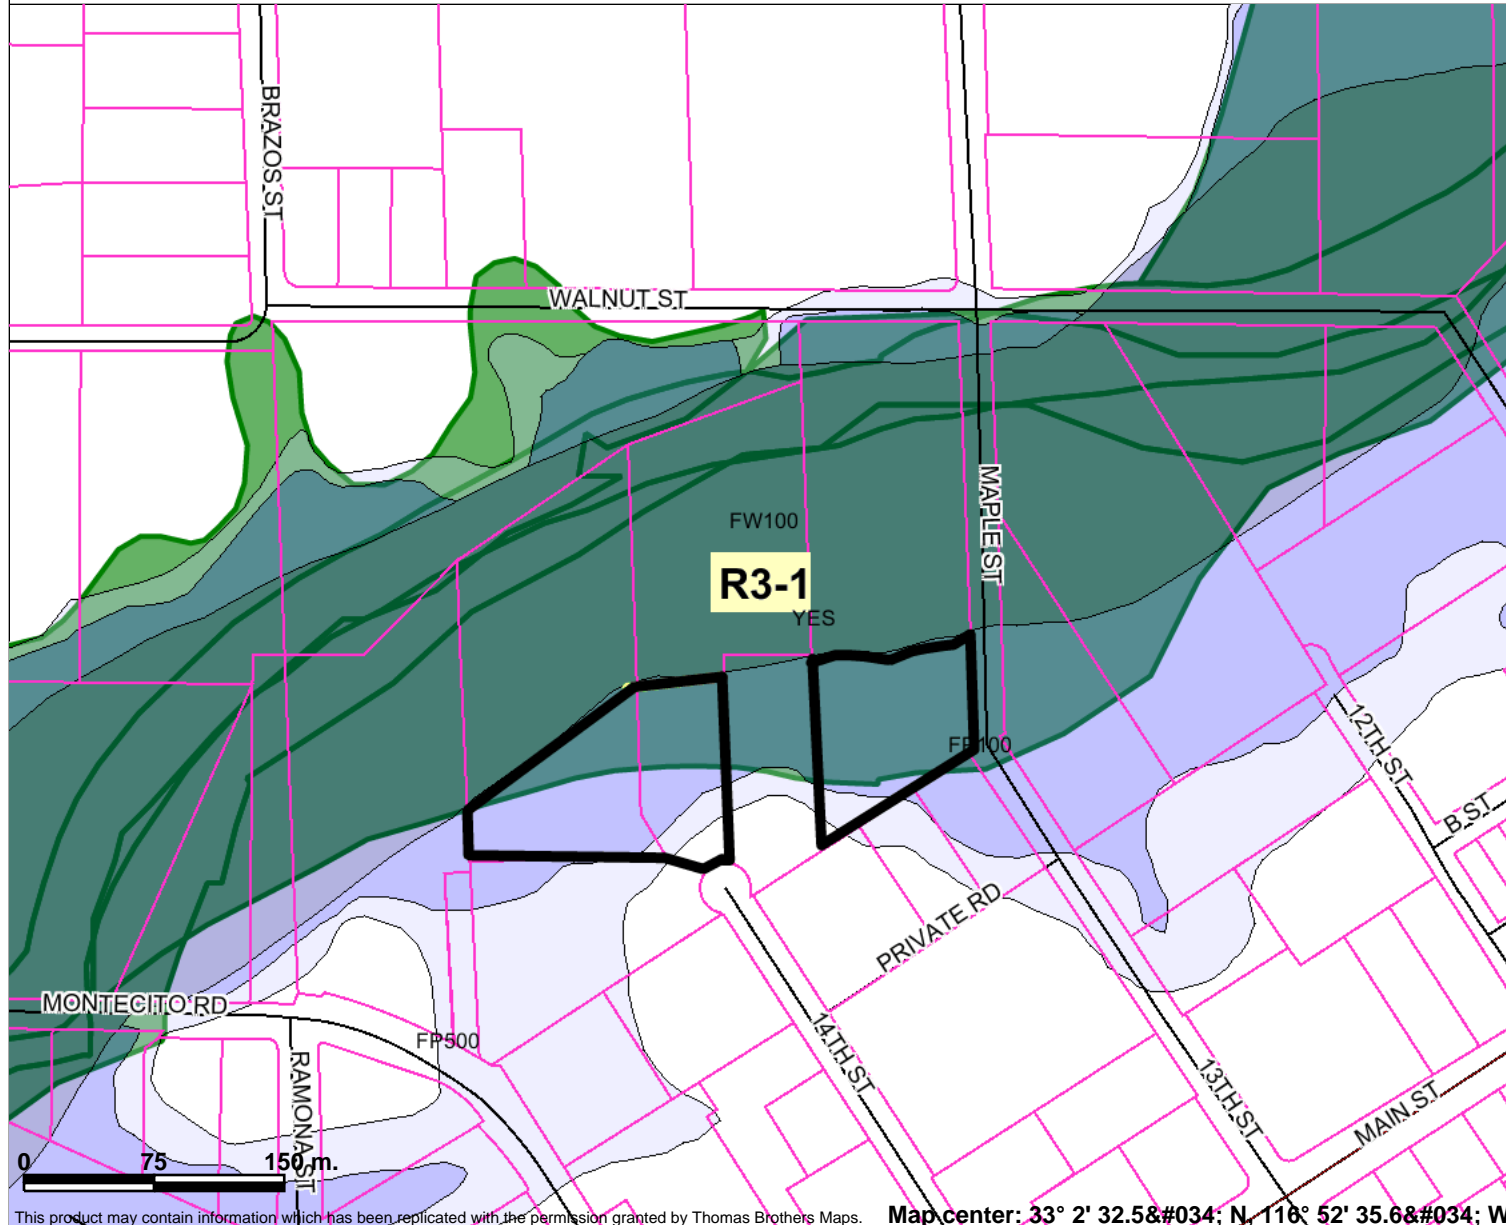 BRAZOS ST
WALNUT ST
FW100
R3-1
YES
MAPLE ST
FP100
12TH ST
B ST
PRIVATE RD
MONTECITO RD
FP500
14TH ST
RAMONA ST
13TH ST
MAIN ST
0 75 150 m.
This product may contain information which has been replicated with the permission granted by Thomas Brothers Maps.
Map center: 33° 2' 32.5&#034; N, 116° 52' 35.6&#034; W